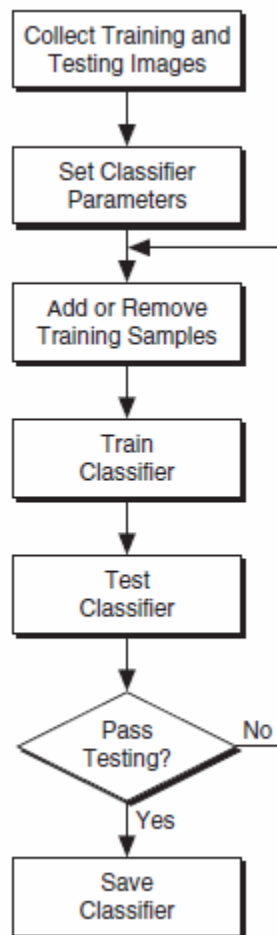 Collect Training and
Testing Images
Set Classifier
Parameters
Add or Remove
Training Samples
Train
Classifier
Test
Classifier
Pass
Testing?
No
Yes
Save
Classifier